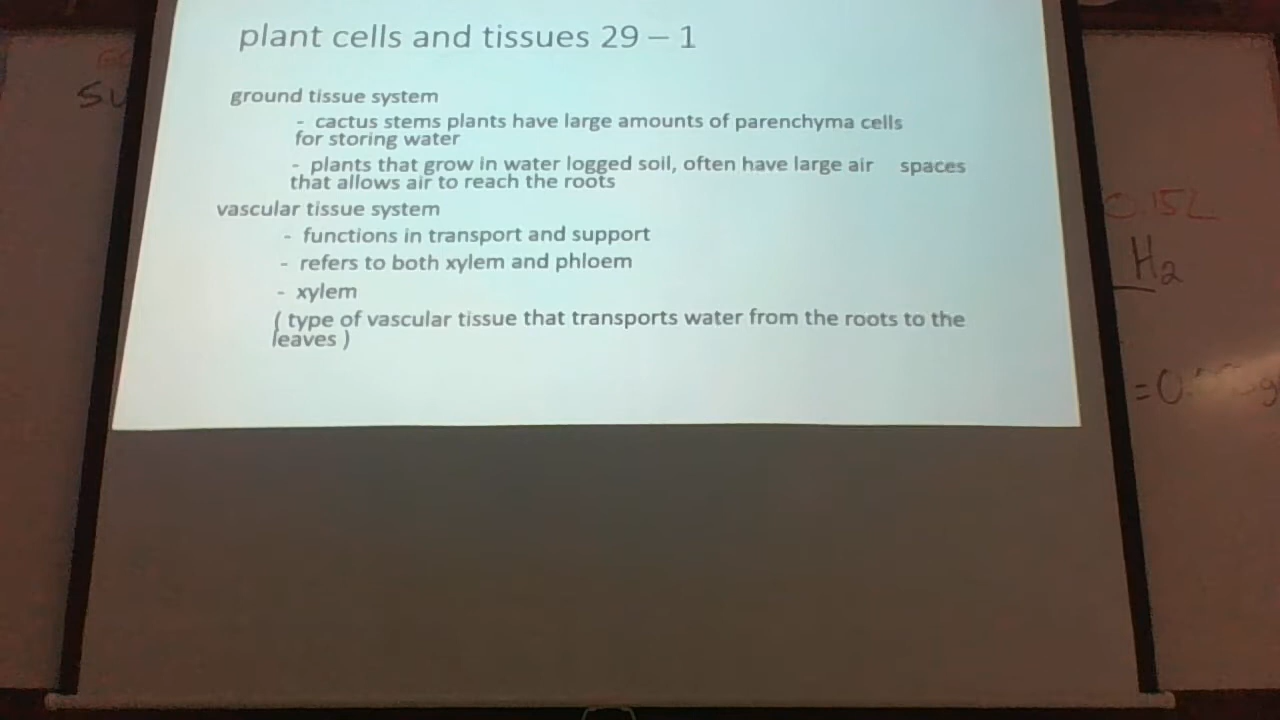 plant cells and tissues 29 – 1
ground tissue system
- cactus stems plants have large amounts of parenchyma cells
for storing water
- plants that grow in water logged soil, often have large air spaces
that allows air to reach the roots
vascular tissue system
- functions in transport and support
- refers to both xylem and phloem
- xylem
( type of vascular tissue that transports water from the roots to the
leaves )
0.15L
H₂